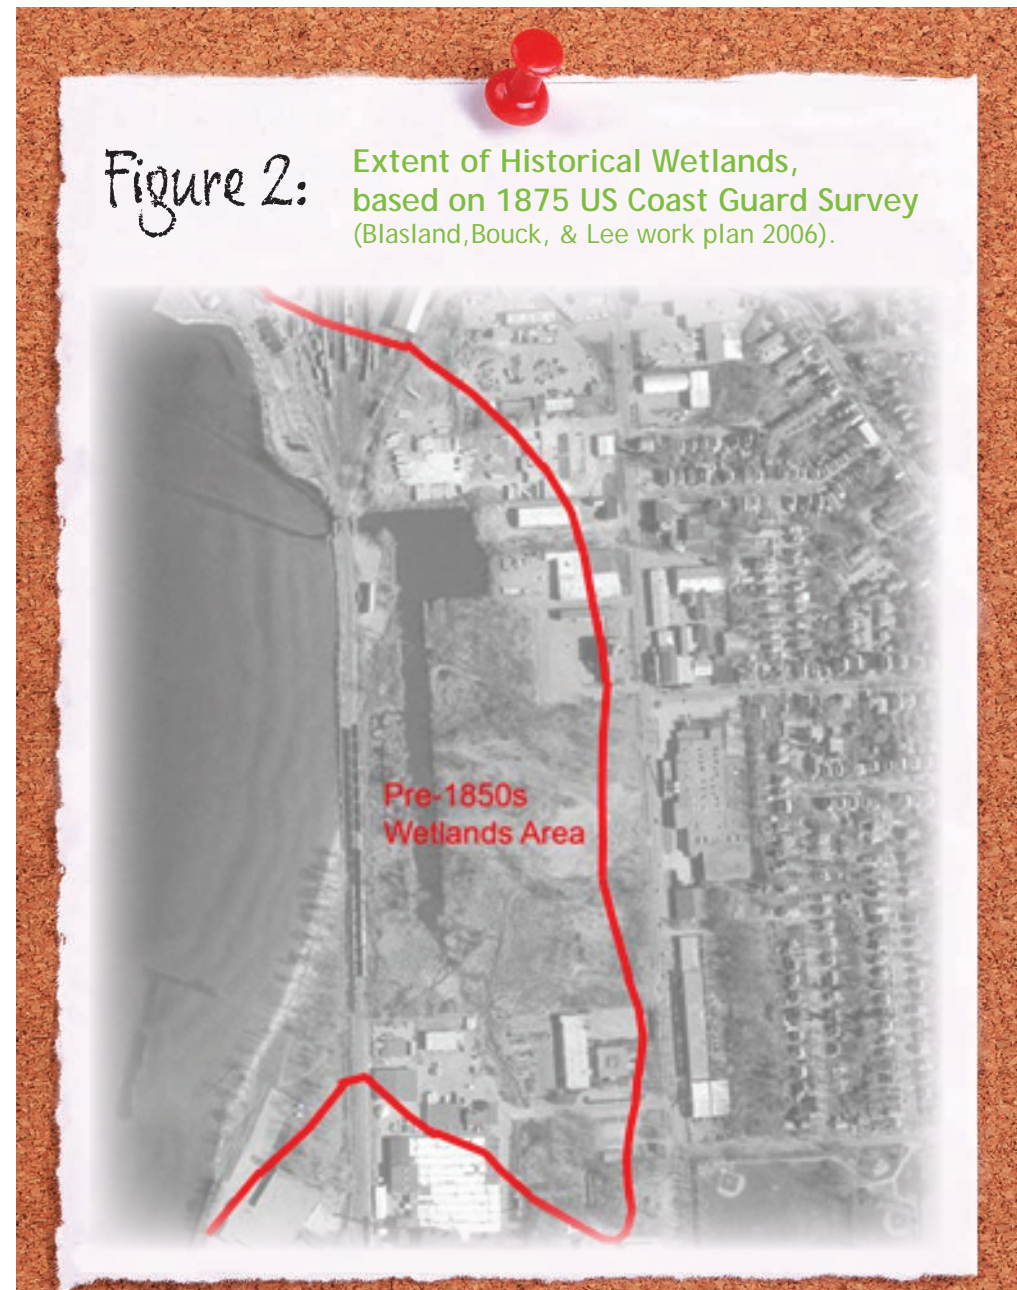 Figure 2:
Extent of Historical Wetlands,
based on 1875 US Coast Guard Survey
(Blasland,Bouck, & Lee work plan 2006).
Pre-1850s
Wetlands Area